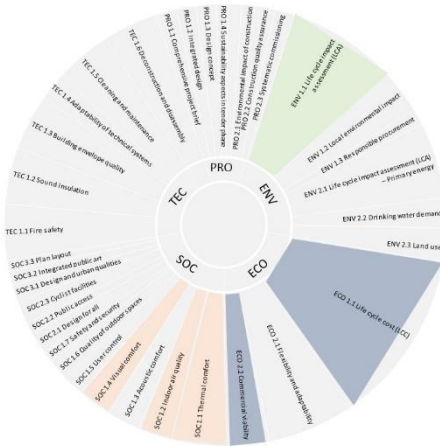 PRO
ENV
ECO
SOC
TEC
PRO 1.1 Comprehensive project brief
PRO 1.2 Integrated design
PRO 1.3 Design concept
PRO 1.4 Sustainability aspects in tender phase
PRO 2.1 Environmental impact of construction
PRO 2.2 Construction quality assurance
PRO 2.3 Systematic commissioning
ENV 1.1 Life cycle impact
assessment (LCA)
ENV 1.2 Local environmental impact
ENV 1.3 Responsible procurement
ENV 2.1 Life cycle impact assessment (LCA)
– Primary energy
ENV 2.2 Drinking water demand
ENV 2.3 Land use
ECO 1.1 Life cycle cost (LCC)
ECO 2.1 Flexibility and adaptability
ECO 2.2 Commercial viability
SOC 1.1 Thermal comfort
SOC 1.2 Indoor air quality
SOC 1.3 Acoustic comfort
SOC 1.4 Visual comfort
SOC 1.5 User control
SOC 1.6 Quality of outdoor spaces
SOC 1.7 Safety and security
SOC 2.1 Design for all
SOC 2.2 Public access
SOC 2.3 Cyclist facilities
SOC 3.1 Design and urban qualities
SOC 3.2 Integrated public art
SOC 3.3 Plan layout
TEC 1.1 Fire safety
TEC 1.2 Sound insulation
TEC 1.3 Building envelope quality
TEC 1.4 Adaptability of technical systems
TEC 1.5 Cleaning and maintenance
TEC 1.6 Deconstruction and disassembly